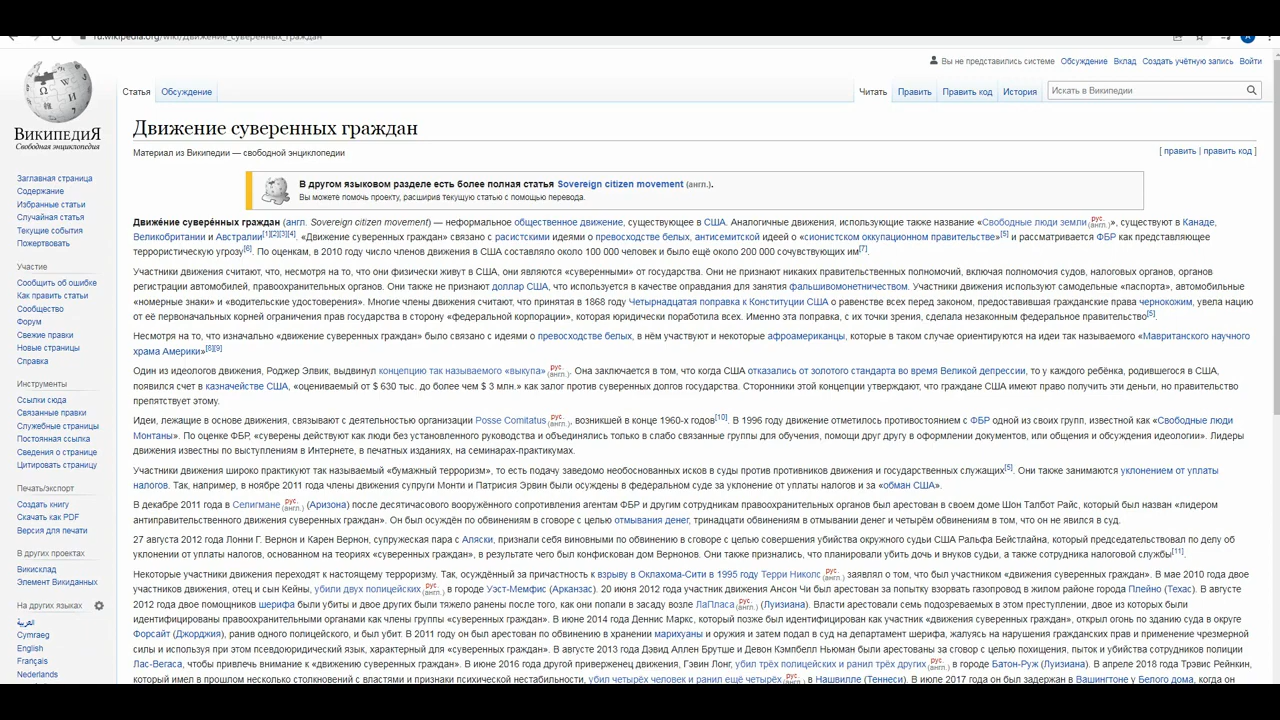 ru.wikipedia.org/wiki/Движение_суверенных_граждан
Вы не представились системе Обсуждение Вклад Создать учётную запись Войти
Статья Обсуждение Читать Править Править код История Искать в Википедии
ВИКИПЕДИЯ
Свободная энциклопедия
Движение суверенных граждан
Материал из Википедии — свободной энциклопедии [ править | править код ]
В другом языковом разделе есть более полная статья Sovereign citizen movement (англ.).
Вы можете помочь проекту, расширив текущую статью с помощью перевода.
Заглавная страница
Содержание
Избранные статьи
Случайная статья
Текущие события
Пожертвовать
Участие
Сообщить об ошибке
Как править статьи
Сообщество
Форум
Свежие правки
Новые страницы
Справка
Инструменты
Ссылки сюда
Связанные правки
Служебные страницы
Постоянная ссылка
Сведения о странице
Цитировать страницу
Печать/экспорт
Создать книгу
Скачать как PDF
Версия для печати
В других проектах
Викисклад
Элемент Викиданных
На других языках
العربية
Cymraeg
English
Français
Nederlands
Движе́ние сувере́нных гра́ждан (англ. Sovereign citizen movement) — неформальное общественное движение, существующее в США. Аналогичные движения, использующие также название «Свободные люди земли рус. (англ.)», существуют в Канаде,
Великобритании и Австралии[1][2][3][4]. «Движение суверенных граждан» связано с расистскими идеями о превосходстве белых, антисемитской идеей о «сионистском оккупационном правительстве»[5] и рассматривается ФБР как представляющее
террористическую угрозу[6]. По оценкам, в 2010 году число членов движения в США составляло около 100 000 человек и было ещё около 200 000 сочувствующих им[7].
Участники движения считают, что, несмотря на то, что они физически живут в США, они являются «суверенными» от государства. Они не признают никаких правительственных полномочий, включая полномочия судов, налоговых органов, органов
регистрации автомобилей, правоохранительных органов. Они также не признают доллар США, что используется в качестве оправдания для занятия фальшивомонетничеством. Участники движения используют самодельные «паспорта», автомобильные
«номерные знаки» и «водительские удостоверения». Многие члены движения считают, что принятая в 1868 году Четырнадцатая поправка к Конституции США о равенстве всех перед законом, предоставившая гражданские права чернокожим, увела нацию
от её первоначальных корней ограничения прав государства в сторону «федеральной корпорации», которая юридически поработила всех. Именно эта поправка, с их точки зрения, сделала незаконным федеральное правительство[5].
Несмотря на то, что изначально «движение суверенных граждан» было связано с идеями о превосходстве белых, в нём участвуют и некоторые афроамериканцы, которые в таком случае ориентируются на идеи так называемого «Мавританского научного
храма Америки»[8][9]
Один из идеологов движения, Роджер Элвик, выдвинул концепцию так называемого «выкупа» рус. (англ.). Она заключается в том, что когда США отказались от золотого стандарта во время Великой депрессии, то у каждого ребёнка, родившегося в США,
появился счет в казначействе США, «оцениваемый от $ 630 тыс. до более чем $ 3 млн.» как залог против суверенных долгов государства. Сторонники этой концепции утверждают, что граждане США имеют право получить эти деньги, но правительство
препятствует этому.
Идеи, лежащие в основе движения, связывают с деятельностью организации Posse Comitatus рус. (англ.), возникшей в конце 1960-х годов[10]. В 1996 году движение отметилось противостоянием с ФБР одной из своих групп, известной как «Свободные люди
Монтаны». По оценке ФБР, «суверены действуют как люди без установленного руководства и объединялись только в слабо связанные группы для обучения, помощи друг другу в оформлении документов, или общения и обсуждения идеологии». Лидеры
движения известны по выступлениям в Интернете, в печатных изданиях, на семинарах-практикумах.
Участники движения широко практикуют так называемый «бумажный терроризм», то есть подачу заведомо необоснованных исков в суды против противников движения и государственных служащих[5]. Они также занимаются уклонением от уплаты
налогов. Так, например, в ноябре 2011 года члены движения супруги Монти и Патрисия Эрвин были осуждены в федеральном суде за уклонение от уплаты налогов и за «обман США».
В декабре 2011 года в Селигмане рус. (англ.) (Аризона) после десятичасового вооружённого сопротивления агентам ФБР и другим сотрудникам правоохранительных органов был арестован в своем доме Шон Талбот Райс, который был назван «лидером
антиправительственного движения суверенных граждан». Он был осуждён по обвинениям в сговоре с целью отмывания денег, тринадцати обвинениям в отмывании денег и четырём обвинениям в том, что он не явился в суд.
27 августа 2012 года Лонни Г. Вернон и Карен Вернон, супружеская пара с Аляски, признали себя виновными по обвинению в сговоре с целью совершения убийства окружного судьи США Ральфа Бейстлайна, который председательствовал по делу об
уклонении от уплаты налогов, основанном на теориях «суверенных граждан», в результате чего был конфискован дом Вернонов. Они также признались, что планировали убить дочь и внуков судьи, а также сотрудника налоговой службы[11].
Некоторые участники движения переходят к настоящему терроризму. Так, осуждённый за причастность к взрыву в Оклахома-Сити в 1995 году Терри Николс рус. (англ.) заявлял о том, что был участником «движения суверенных граждан». В мае 2010 года двое
участников движения, отец и сын Кейны, убили двух полицейских рус. (англ.) в городе Уэст-Мемфис (Арканзас). 20 июня 2012 года участник движения Ансон Чи был арестован за попытку взорвать газопровод в жилом районе города Плейно (Техас). В августе
2012 года двое помощников шерифа были убиты и двое других были тяжело ранены после того, как они попали в засаду возле ЛаПласа рус. (англ.) (Луизиана). Власти арестовали семь подозреваемых в этом преступлении, двое из которых были
идентифицированы правоохранительными органами как члены группы «суверенных граждан». В июне 2014 года Деннис Маркс, который позже был идентифицирован как участник «движения суверенных граждан», открыл огонь по зданию суда в округе
Форсайт (Джорджия), ранив одного полицейского, и был убит. В 2011 году он был арестован по обвинению в хранении марихуаны и оружия и затем подал в суд на департамент шерифа, жалуясь на нарушения гражданских прав и применение чрезмерной
силы и используя при этом псевдоюридический язык, характерный для «суверенных граждан». В августе 2013 года Дэвид Аллен Брутше и Девон Кэмпбелл Ньюман были арестованы за сговор с целью похищения, пыток и убийства сотрудников полиции
Лас-Вегаса, чтобы привлечь внимание к «движению суверенных граждан». В июне 2016 года другой приверженец движения, Гэвин Лонг, убил трёх полицейских и ранил трёх других рус. (англ.) в городе Батон-Руж (Луизиана). В апреле 2018 года Трэвис Рейнкин,
который имел в прошлом несколько столкновений с властями и признаки психической нестабильности, убил четырёх человек и ранил ещё четырёх рус. (англ.) в Нашвилле (Теннеси). В июле 2017 года он был задержан в Вашингтоне у Белого дома, когда он